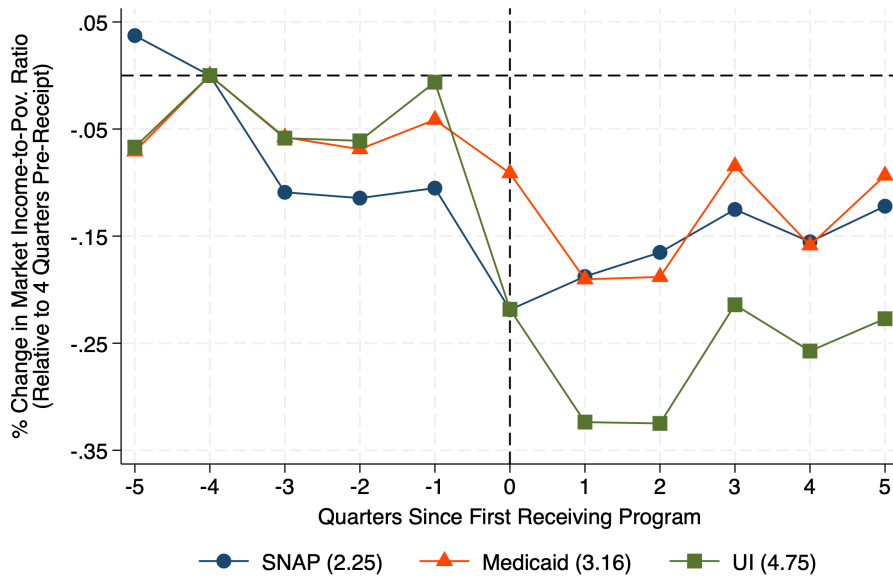 % Change in Market Income-to-Pov. Ratio
(Relative to 4 Quarters Pre-Receipt)
.05
-.05
-.15
-.25
-.35
-5 -4 -3 -2 -1 0 1 2 3 4 5
Quarters Since First Receiving Program
SNAP (2.25) Medicaid (3.16) UI (4.75)